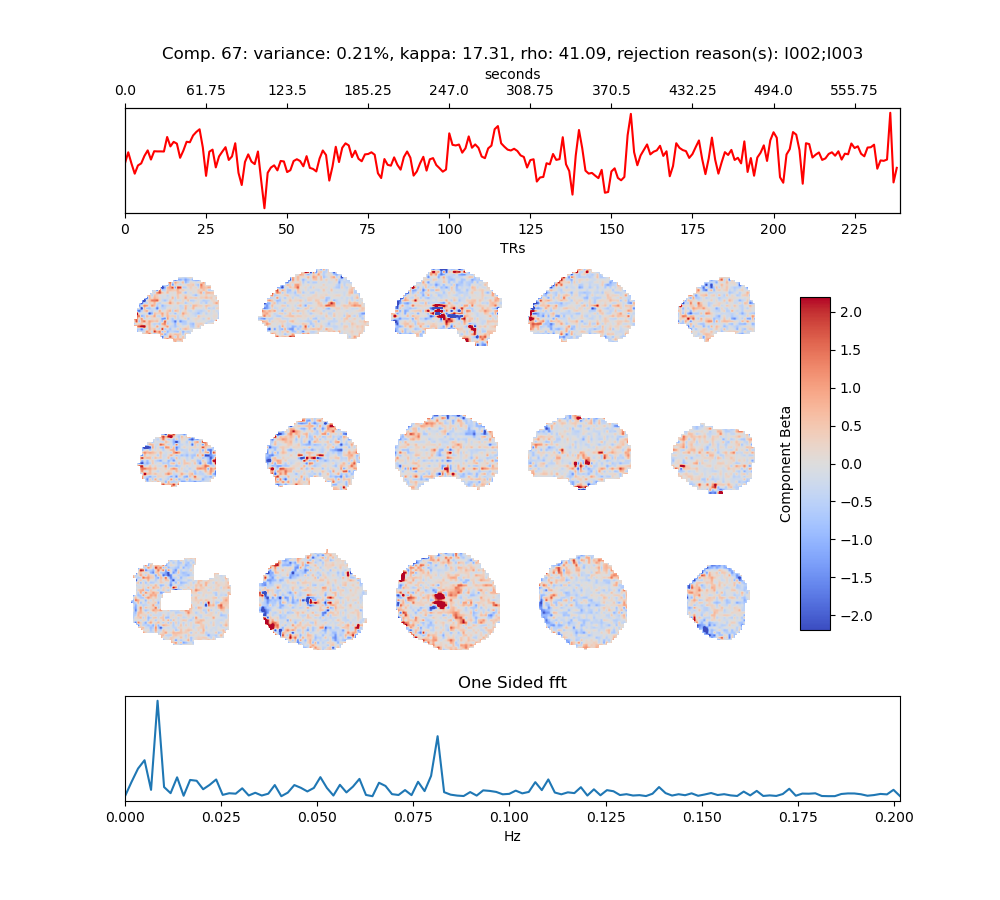 Comp. 67: variance: 0.21%, kappa: 17.31, rho: 41.09, rejection reason(s): I002;I003
seconds
0.0 61.75 123.5 185.25 247.0 308.75 370.5 432.25 494.0 555.75
0 25 50 75 100 125 150 175 200 225
TRs
2.0
1.5
1.0
0.5
0.0
−0.5
−1.0
−1.5
−2.0
Component Beta
One Sided fft
0.000 0.025 0.050 0.075 0.100 0.125 0.150 0.175 0.200
Hz